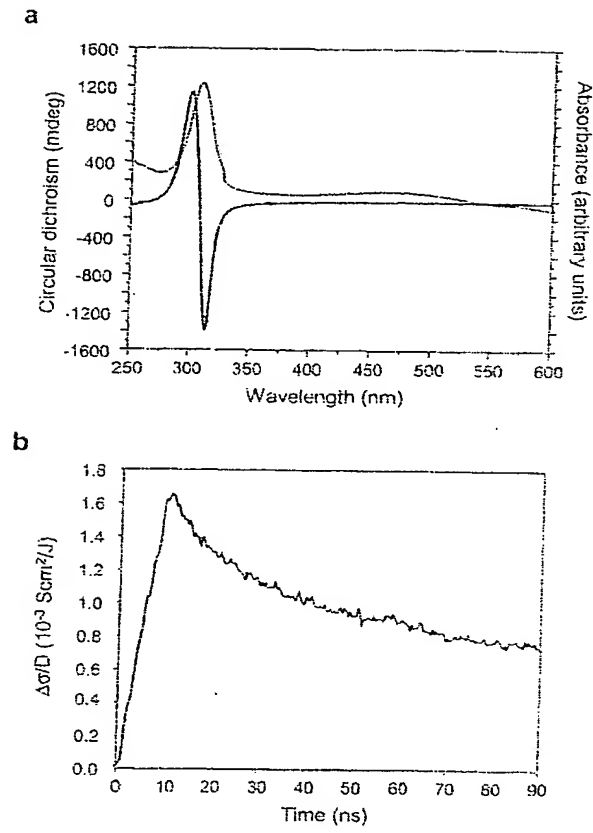 a
Circular dichroism (mdeg)
1600
1200
800
400
0
-400
-800
-1200
-1600
Absorbance (arbitrary units)
250 300 350 400 450 500 550 600
Wavelength (nm)
b
Δσ/D (10⁻³ Scm²/J)
1.8
1.6
1.4
1.2
1.0
0.8
0.6
0.4
0.2
0.0
0 10 20 30 40 50 60 70 80 90
Time (ns)